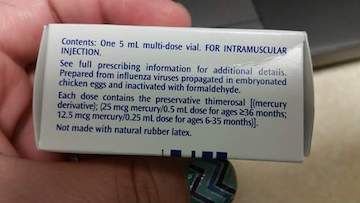 Contents: One 5 mL multi-dose vial. FOR INTRAMUSCULAR
INJECTION.
See full prescribing information for additional details.
Prepared from influenza viruses propagated in embryonated
chicken eggs and inactivated with formaldehyde.
Each dose contains the preservative thimerosal [(mercury
derivative); (25 mcg mercury/0.5 mL dose for ages ≥36 months;
12.5 mcg mercury/0.25 mL dose for ages 6-35 months)].
Not made with natural rubber latex.